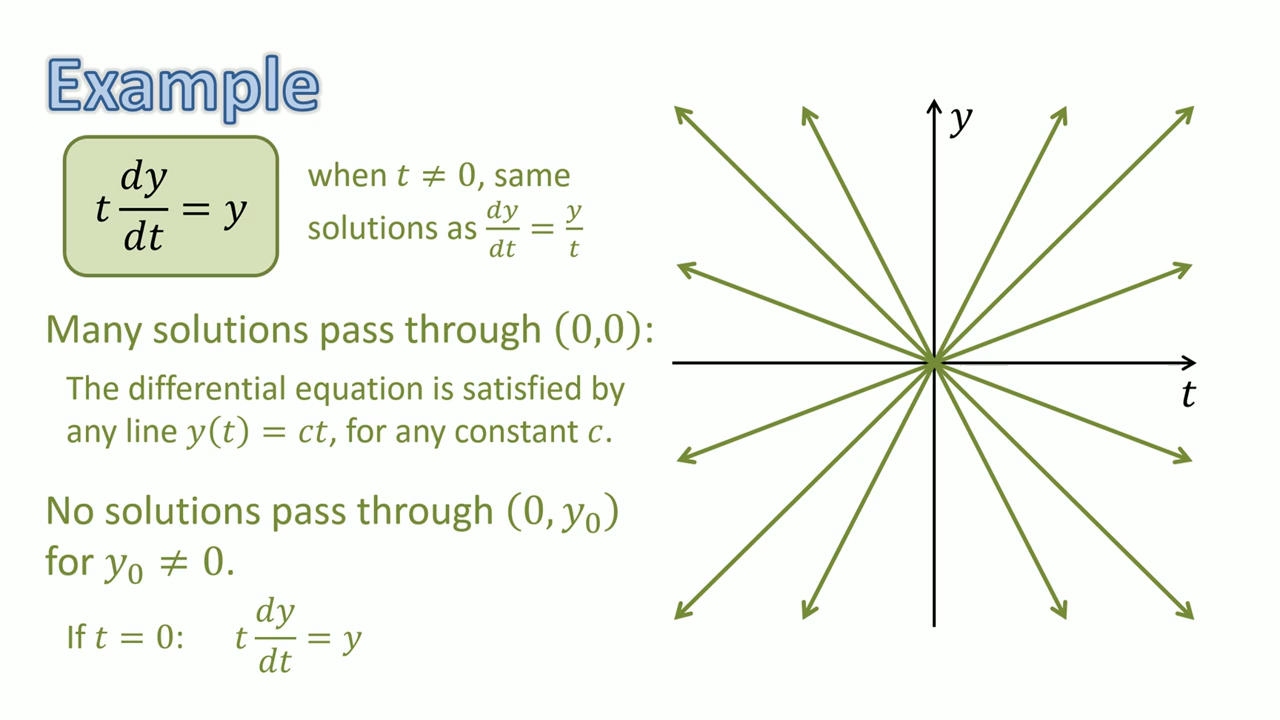 Example
t dy/dt = y
when t ≠ 0, same
solutions as dy/dt = y/t
Many solutions pass through (0,0):
The differential equation is satisfied by
any line y(t) = ct, for any constant c.
No solutions pass through (0, y₀)
for y₀ ≠ 0.
If t = 0: t dy/dt = y
y
t